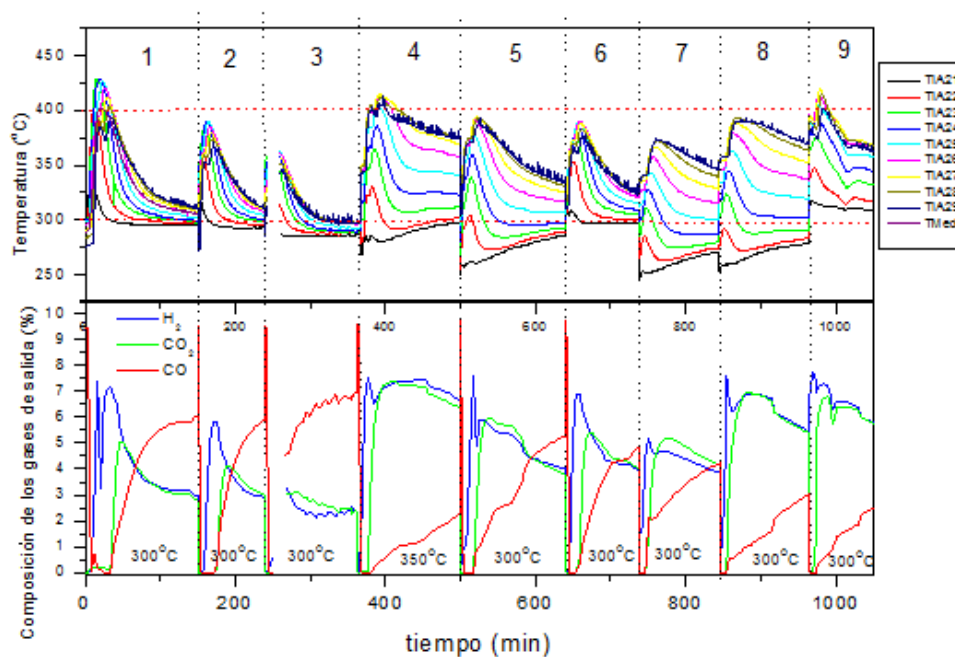 1 2 3 4 5 6 7 8 9
450
400
350
300
250
Temperatura (°C)
TIA21
TIA22
TIA23
TIA24
TIA25
TIA26
TIA27
TIA28
TIA29
TMed
0 200 400 600 800 1000
H2
CO2
CO
10
9
8
7
6
5
4
3
2
1
0
Composición de los gases de salida (%)
300°C 300°C 300°C 350°C 300°C 300°C 300°C 300°C 300°C
0 200 400 600 800 1000
tiempo (min)